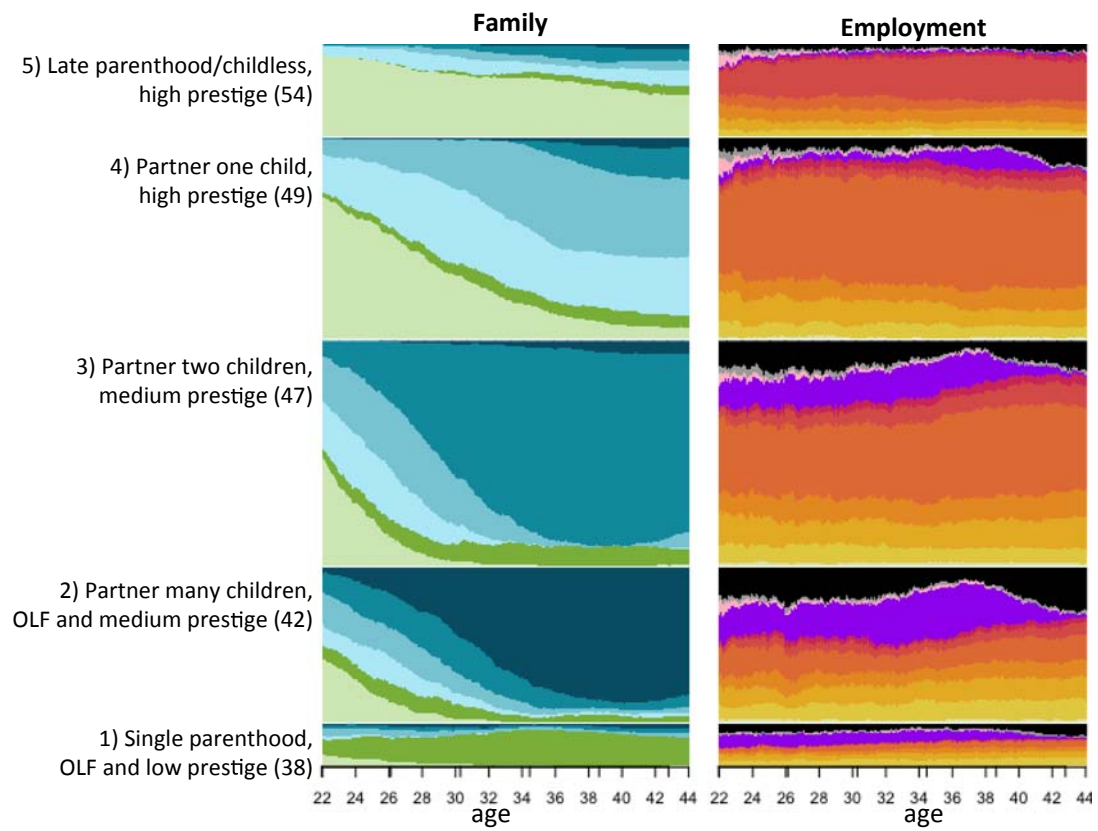 Family
Employment
5) Late parenthood/childless,
high prestige (54)
4) Partner one child,
high prestige (49)
3) Partner two children,
medium prestige (47)
2) Partner many children,
OLF and medium prestige (42)
1) Single parenthood,
OLF and low prestige (38)
22 24 26 28 30 32 34 36 38 40 42 44
age
22 24 26 28 30 32 34 36 38 40 42 44
age